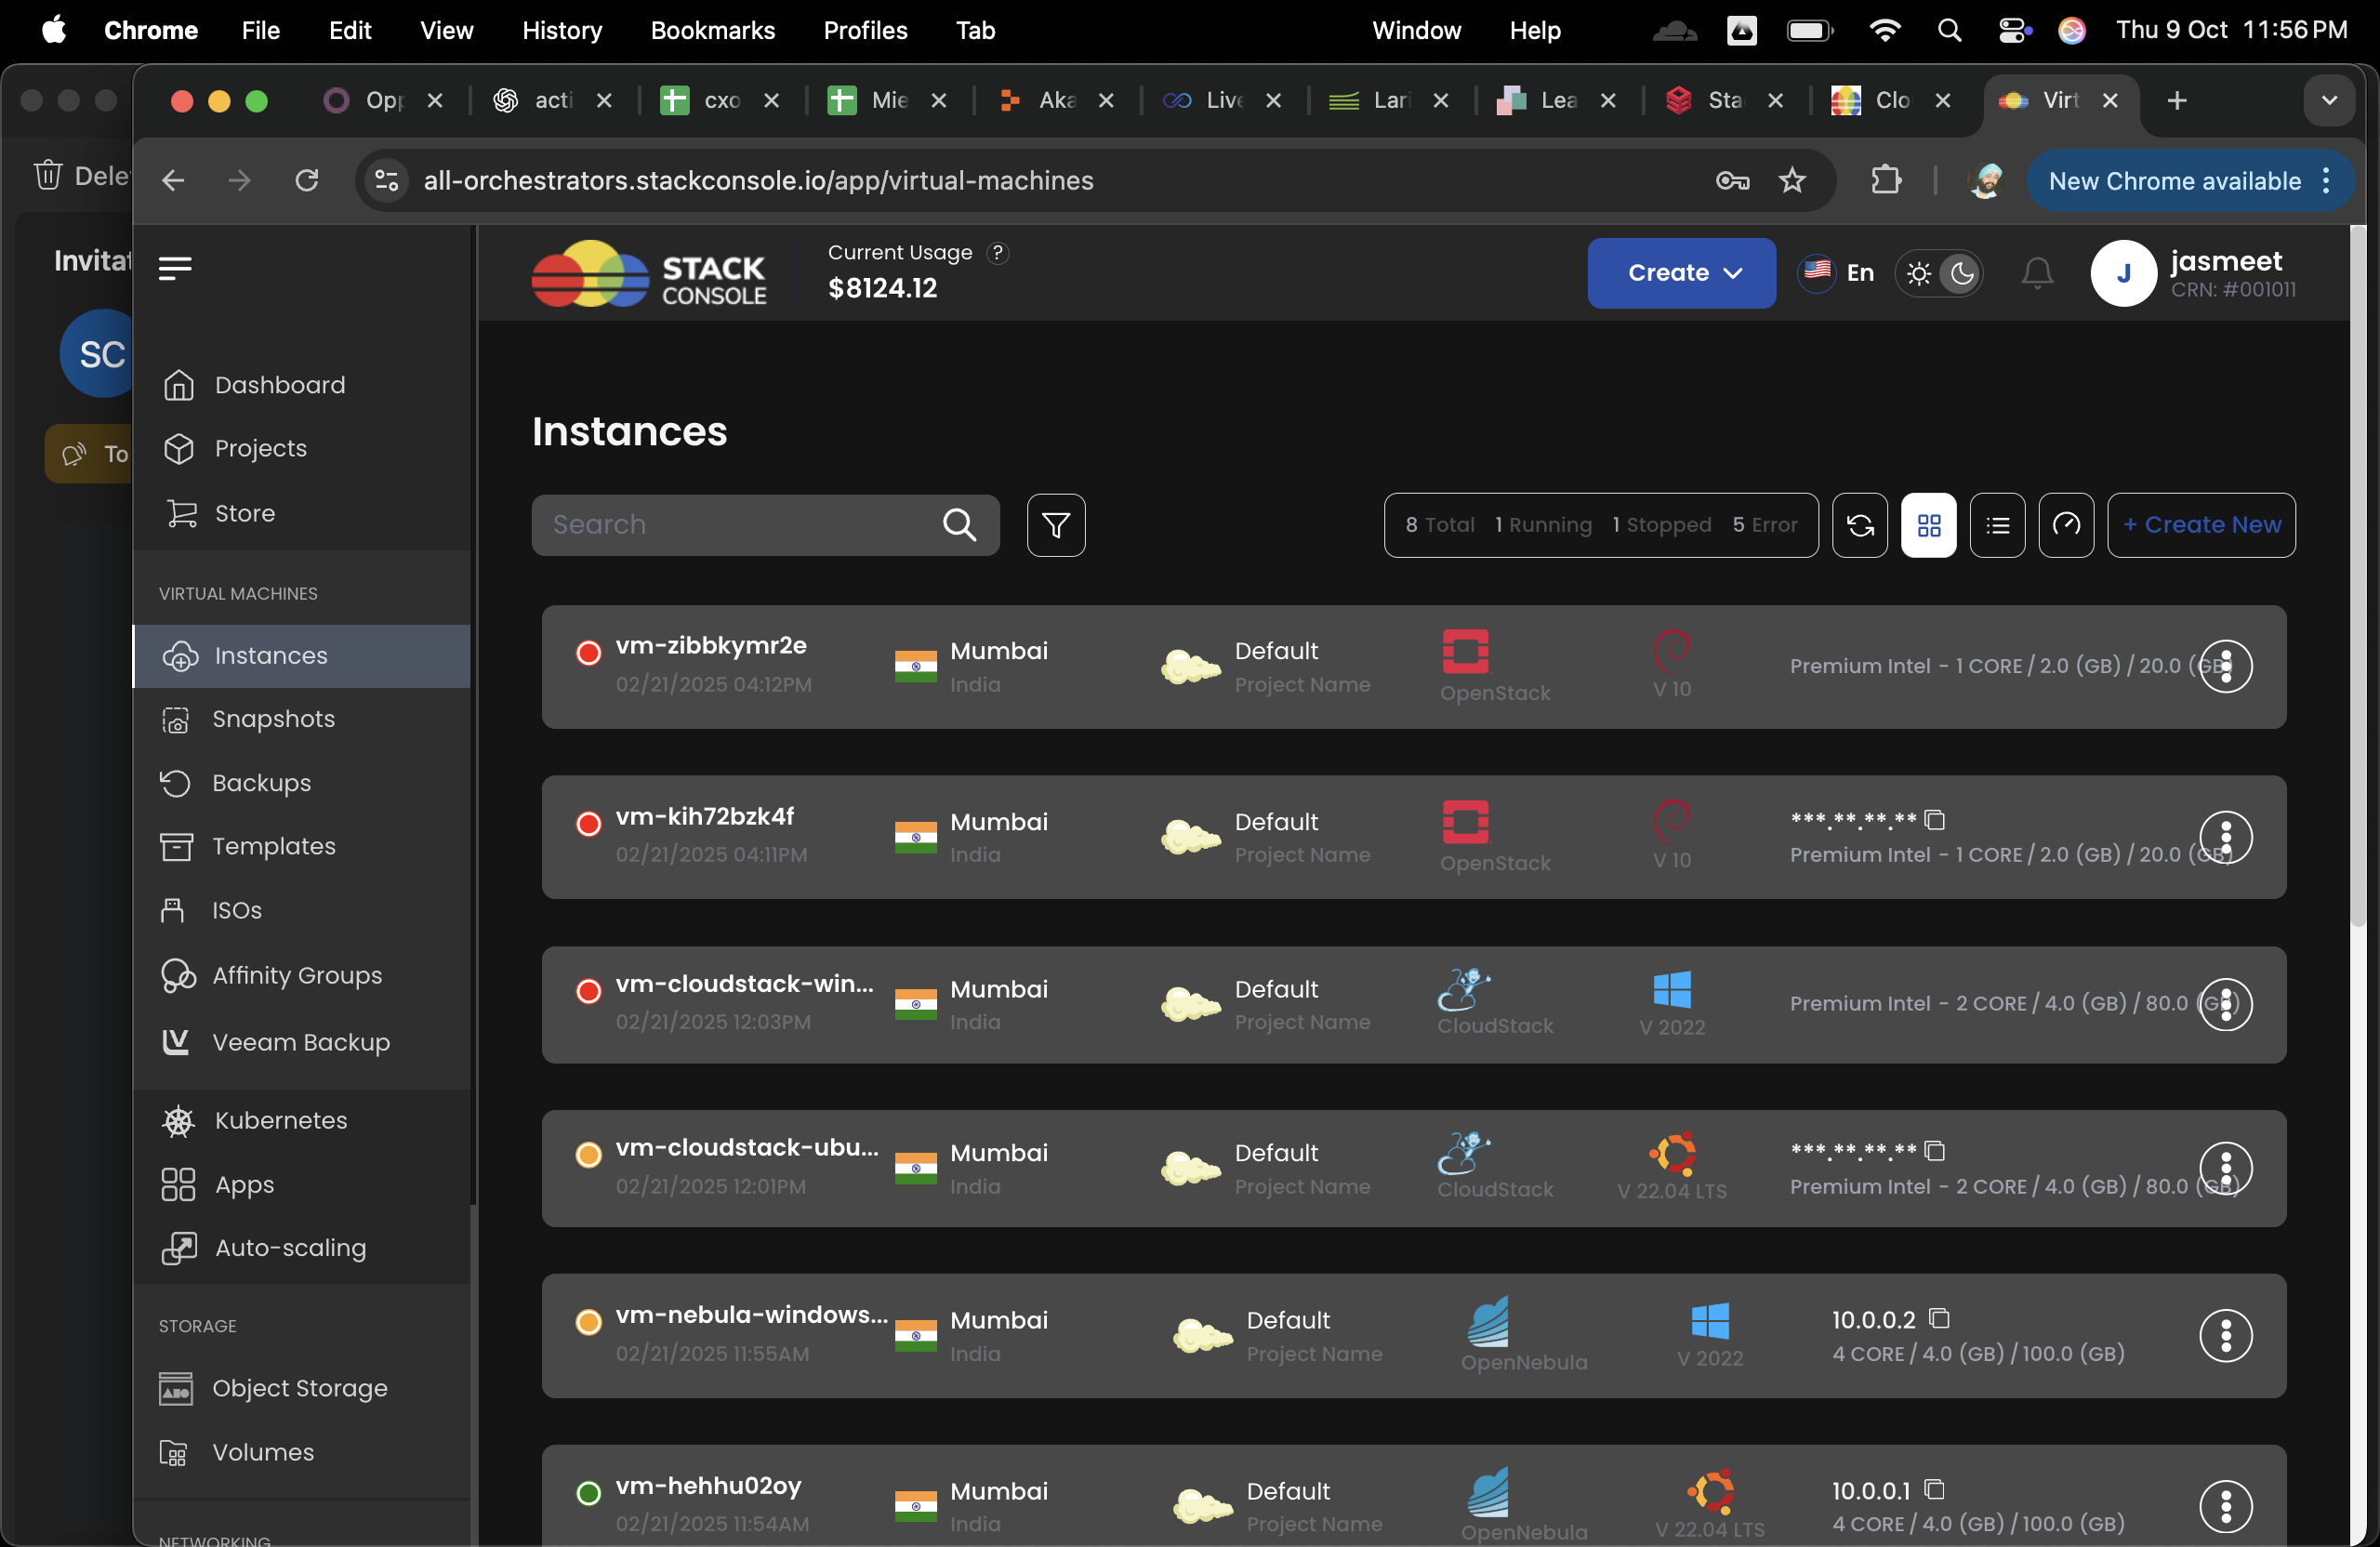 Chrome File Edit View History Bookmarks Profiles Tab Window Help Thu 9 Oct 11:56 PM
Opp acti cxo Mie Aka Live Lari Lea Sta Clo Virt
Dele
all-orchestrators.stackconsole.io/app/virtual-machines
New Chrome available
Invitat
SC
To
STACK
CONSOLE
Current Usage ?
$8124.12
Create
En
J
jasmeet
CRN: #001011
Dashboard
Projects
Store
VIRTUAL MACHINES
Instances
Snapshots
Backups
Templates
ISOs
Affinity Groups
Veeam Backup
Kubernetes
Apps
Auto-scaling
STORAGE
Object Storage
Volumes
NETWORKING
Instances
Search
8 Total 1 Running 1 Stopped 5 Error
+ Create New
vm-zibbkymr2e
02/21/2025 04:12PM
Mumbai
India
Default
Project Name
OpenStack
V 10
Premium Intel - 1 CORE / 2.0 (GB) / 20.0 (GB)
vm-kih72bzk4f
02/21/2025 04:11PM
Mumbai
India
Default
Project Name
OpenStack
V 10
***.**.**.**
Premium Intel - 1 CORE / 2.0 (GB) / 20.0 (GB)
vm-cloudstack-win...
02/21/2025 12:03PM
Mumbai
India
Default
Project Name
CloudStack
V 2022
Premium Intel - 2 CORE / 4.0 (GB) / 80.0 (GB)
vm-cloudstack-ubu...
02/21/2025 12:01PM
Mumbai
India
Default
Project Name
CloudStack
V 22.04 LTS
***.**.**.**
Premium Intel - 2 CORE / 4.0 (GB) / 80.0 (GB)
vm-nebula-windows...
02/21/2025 11:55AM
Mumbai
India
Default
Project Name
OpenNebula
V 2022
10.0.0.2
4 CORE / 4.0 (GB) / 100.0 (GB)
vm-hehhu02oy
02/21/2025 11:54AM
Mumbai
India
Default
Project Name
OpenNebula
V 22.04 LTS
10.0.0.1
4 CORE / 4.0 (GB) / 100.0 (GB)